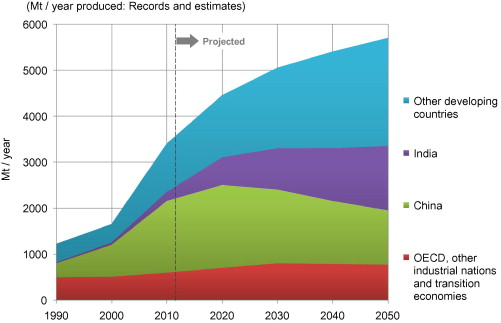 (Mt / year produced: Records and estimates)
6000
Projected
5000
4000
3000
2000
1000
0
Mt / year
1990
2000
2010
2020
2030
2040
2050
Other developing
countries
India
China
OECD, other
industrial nations
and transition
economies